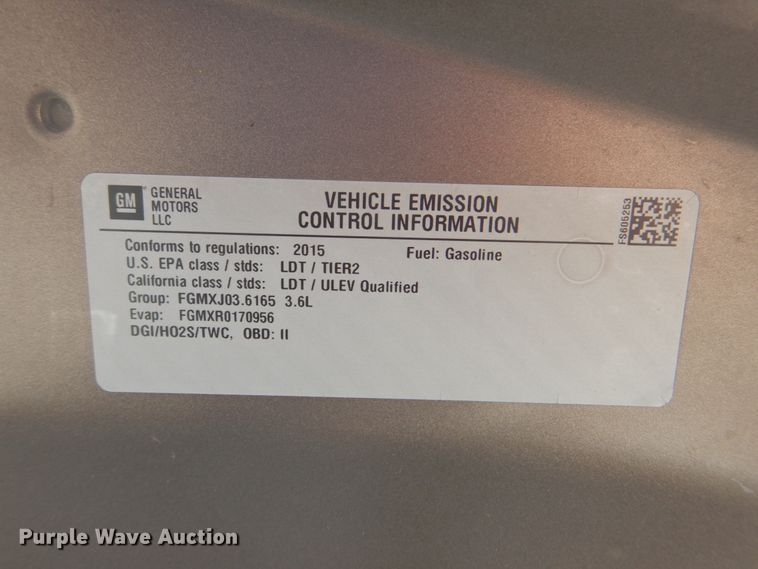 GM
GENERAL
MOTORS
LLC
VEHICLE EMISSION
CONTROL INFORMATION
FS605253
Conforms to regulations: 2015 Fuel: Gasoline
U.S. EPA class / stds: LDT / TIER2
California class / stds: LDT / ULEV Qualified
Group: FGMXJ03.6165 3.6L
Evap: FGMXR0170956
DGI/HO2S/TWC, OBD: II
Purple Wave Auction